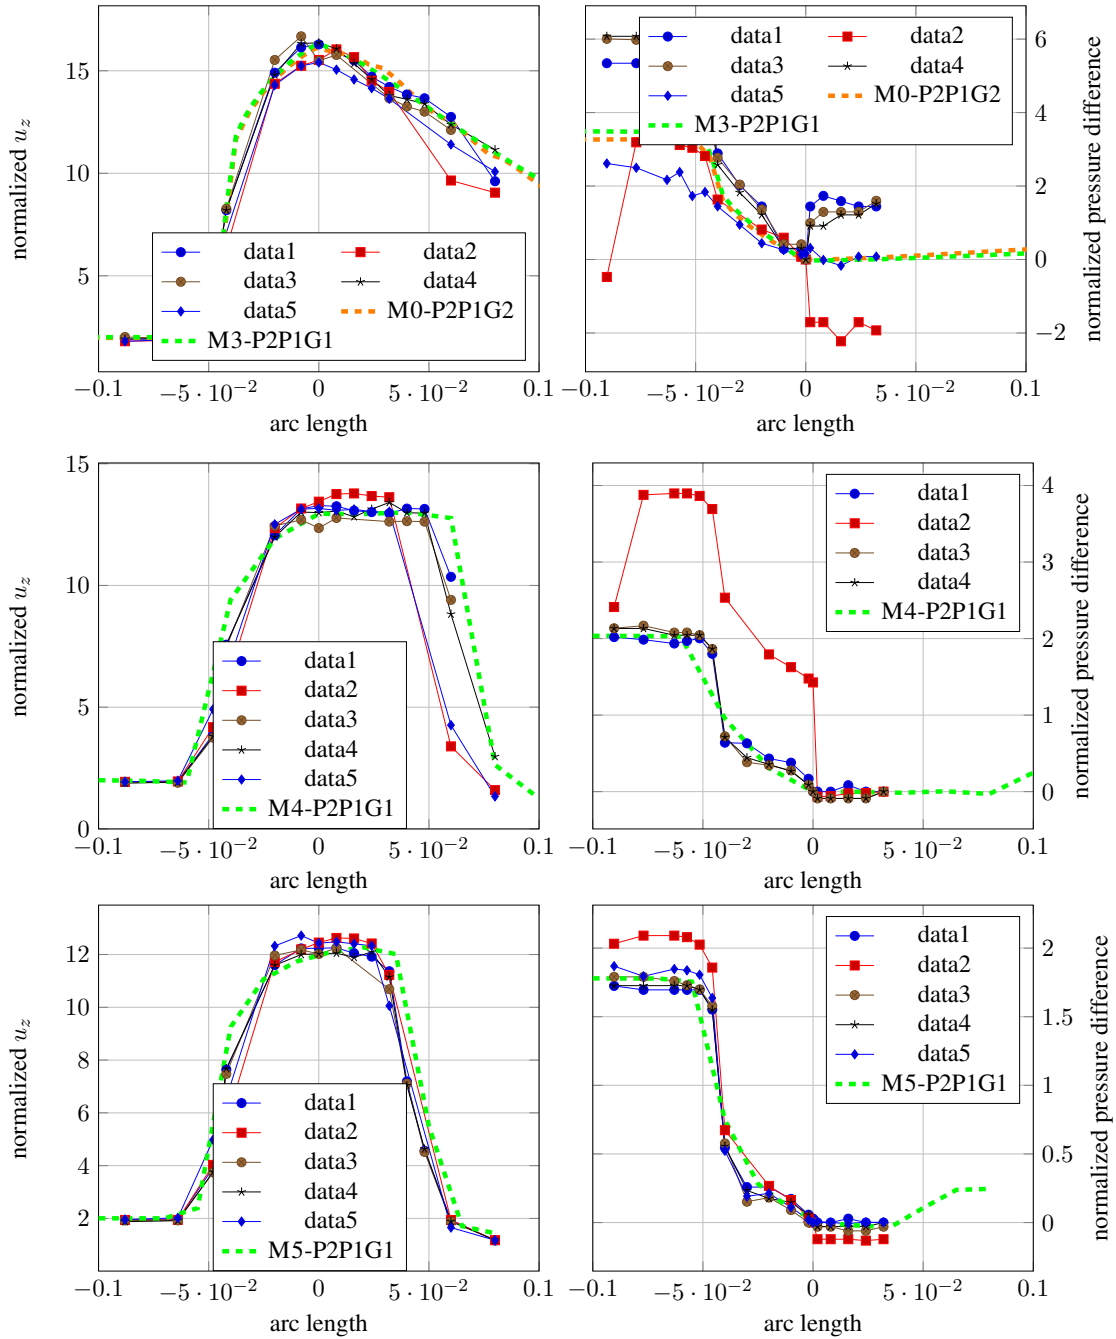 normalized u_z
15
10
5
data1 data2
data3 data4
data5 M0-P2P1G2
M3-P2P1G1
−0.1 −5·10⁻² 0 5·10⁻² 0.1
arc length
data1 data2
data3 data4
data5 M0-P2P1G2
M3-P2P1G1
6
4
2
0
−2
normalized pressure difference
−0.1 −5·10⁻² 0 5·10⁻² 0.1
arc length
normalized u_z
15
10
5
0
data1
data2
data3
data4
data5
M4-P2P1G1
−0.1 −5·10⁻² 0 5·10⁻² 0.1
arc length
data1
data2
data3
data4
M4-P2P1G1
4
3
2
1
0
normalized pressure difference
−0.1 −5·10⁻² 0 5·10⁻² 0.1
arc length
normalized u_z
12
10
8
6
4
2
data1
data2
data3
data4
data5
M5-P2P1G1
−0.1 −5·10⁻² 0 5·10⁻² 0.1
arc length
data1
data2
data3
data4
data5
M5-P2P1G1
2
1.5
1
0.5
0
normalized pressure difference
−0.1 −5·10⁻² 0 5·10⁻² 0.1
arc length